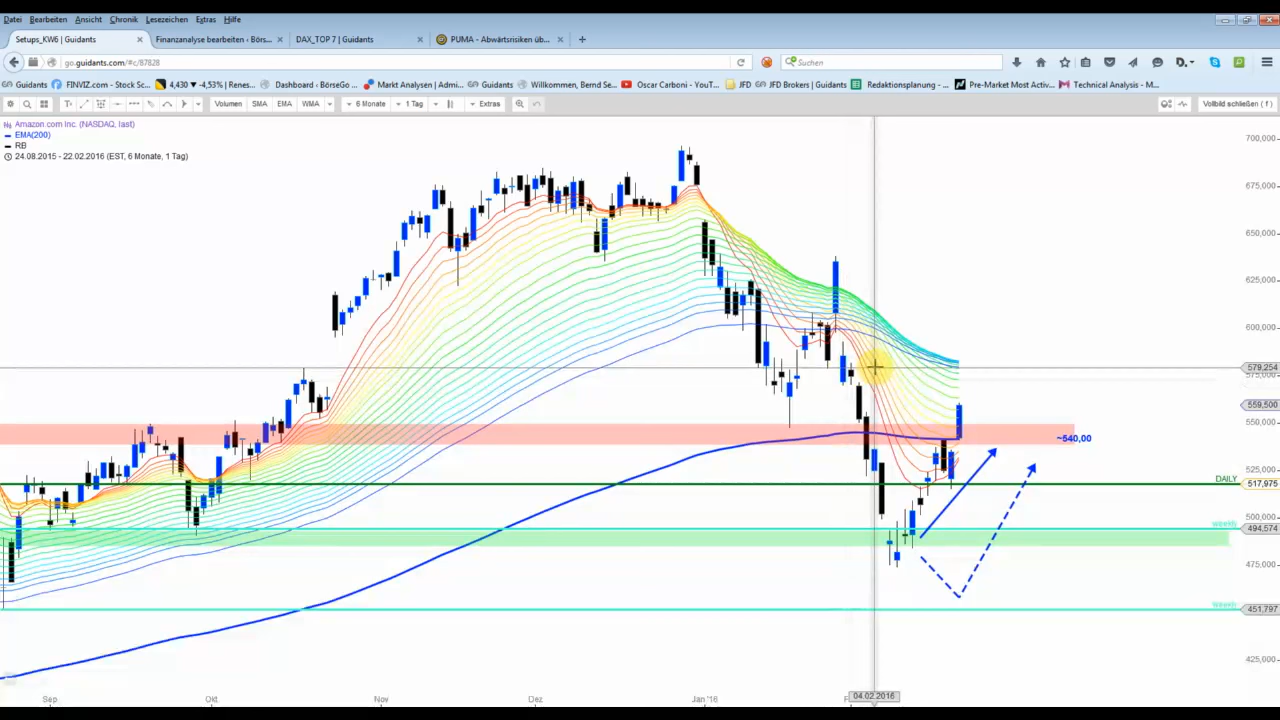 Datei Bearbeiten Ansicht Chronik Lesezeichen Extras Hilfe
Setups_KW6 | Guidants × Finanzanalyse bearbeiten ‹ Börs... × DAX_TOP 7 | Guidants × PUMA - Abwärtsrisiken üb... × +
go.guidants.com/#c/87828 Suchen
Guidants FINVIZ.com - Stock Sc... 4,430 ▼ -4,53% | Renes... Dashboard ‹ BörseGo ... Markt Analysen | Admi... Guidants Willkommen, Bernd Se... Oscar Carboni - YouT... JFD JFD Brokers | Guidants Redaktionsplanung - ... Pre-Market Most Activ... Technical Analysis - M...
Volumen SMA EMA WMA 6 Monate 1 Tag Extras Vollbild schließen ( f )
Amazon.com Inc. (NASDAQ, last)
EMA(200)
RB
24.08.2015 - 22.02.2016 (EST, 6 Monate, 1 Tag)
700,000
675,000
650,000
625,000
600,000
579,254
559,500
550,000
~540,00
525,000
DAILY 517,975
500,000
weekly 494,574
475,000
weekly 451,797
425,000
Sep Okt Nov Dez Jan '16 04.02.2016